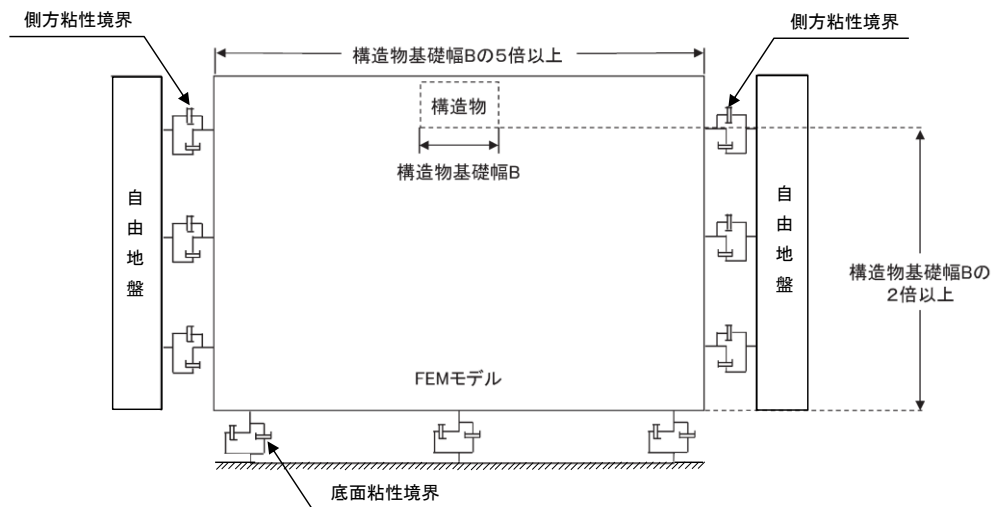 側方粘性境界
側方粘性境界
構造物基礎幅Bの5倍以上
構造物
構造物基礎幅B
自由地盤
自由地盤
構造物基礎幅Bの
2倍以上
FEMモデル
底面粘性境界